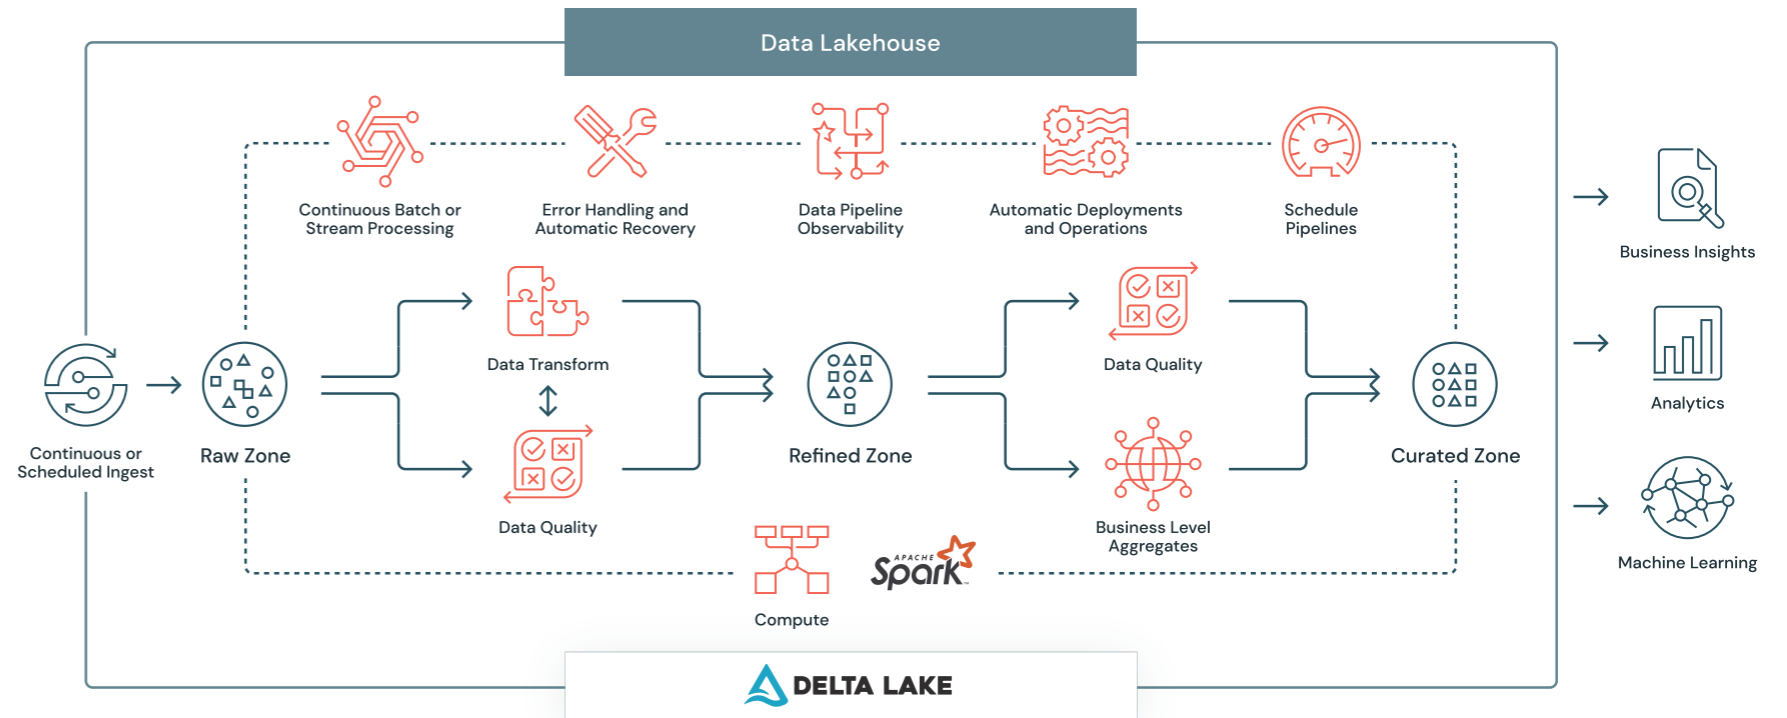 Data Lakehouse
Continuous Batch or
Stream Processing
Error Handling and
Automatic Recovery
Data Pipeline
Observability
Automatic Deployments
and Operations
Schedule
Pipelines
Continuous or
Scheduled Ingest
Raw Zone
Data Transform
Data Quality
Refined Zone
Data Quality
Business Level
Aggregates
Curated Zone
Compute
APACHE
Spark™
DELTA LAKE
Business Insights
Analytics
Machine Learning